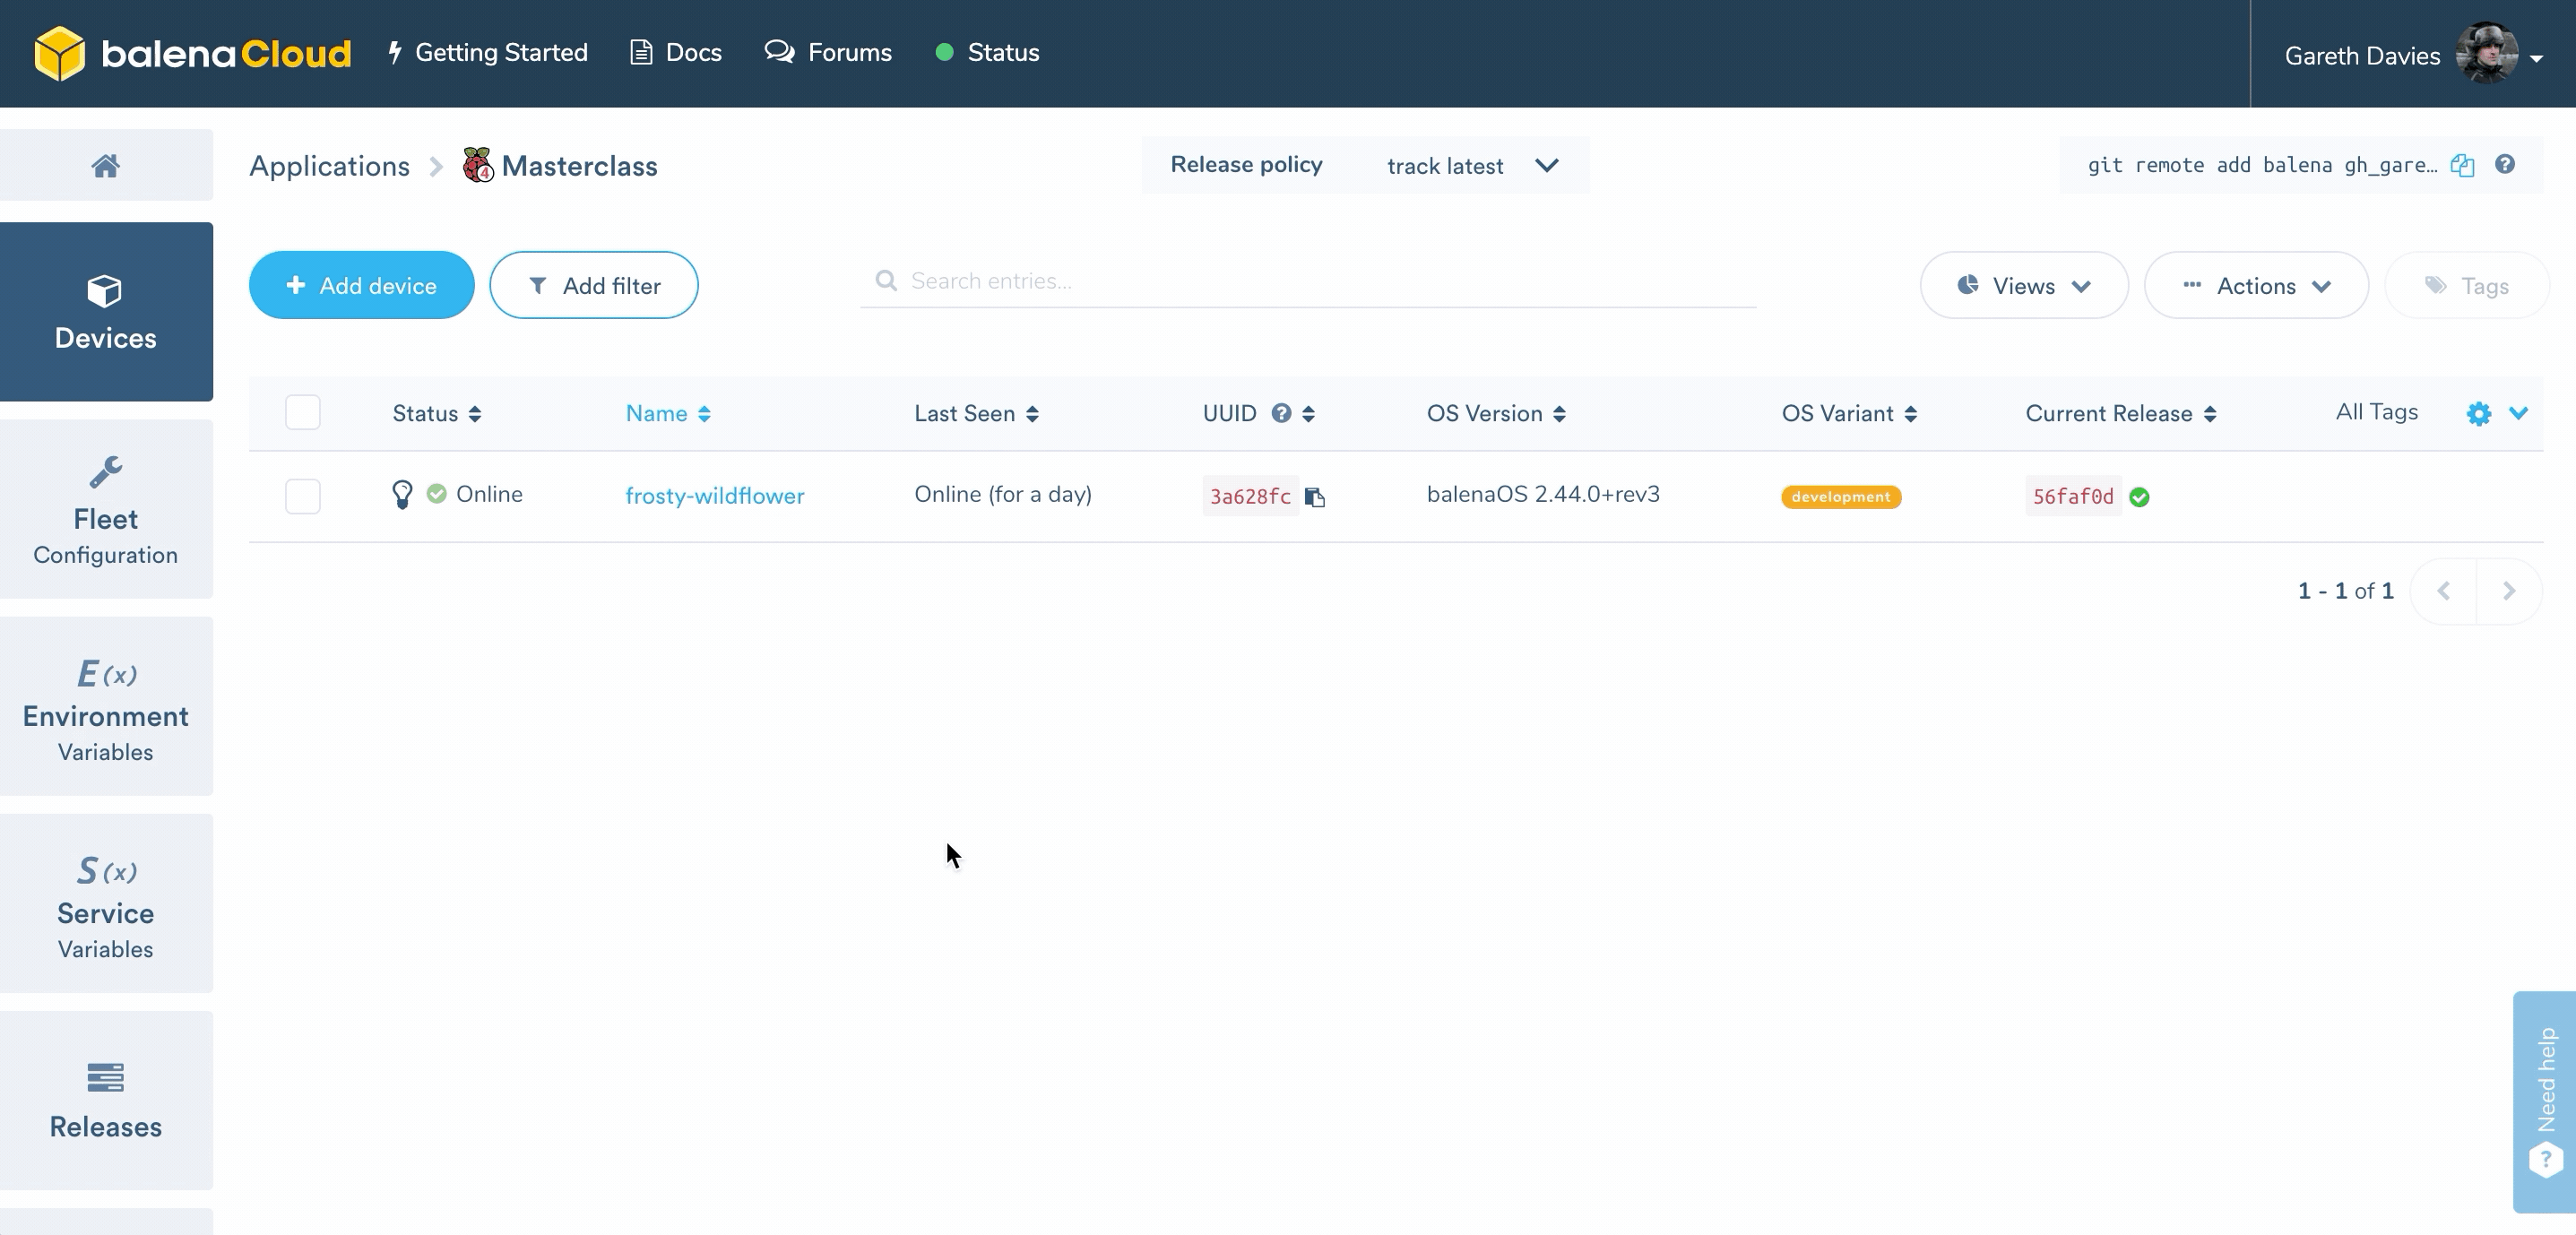 balenaCloud Getting Started Docs Forums Status Gareth Davies
Applications Masterclass Release policy track latest git remote add balena gh_gare…
Add device Add filter Search entries... Views Actions Tags
Devices
Status Name Last Seen UUID OS Version OS Variant Current Release All Tags
Online frosty-wildflower Online (for a day) 3a628fc balenaOS 2.44.0+rev3 development 56faf0d
1 - 1 of 1
Fleet
Configuration
E(x)
Environment
Variables
S(x)
Service
Variables
Releases
Need help